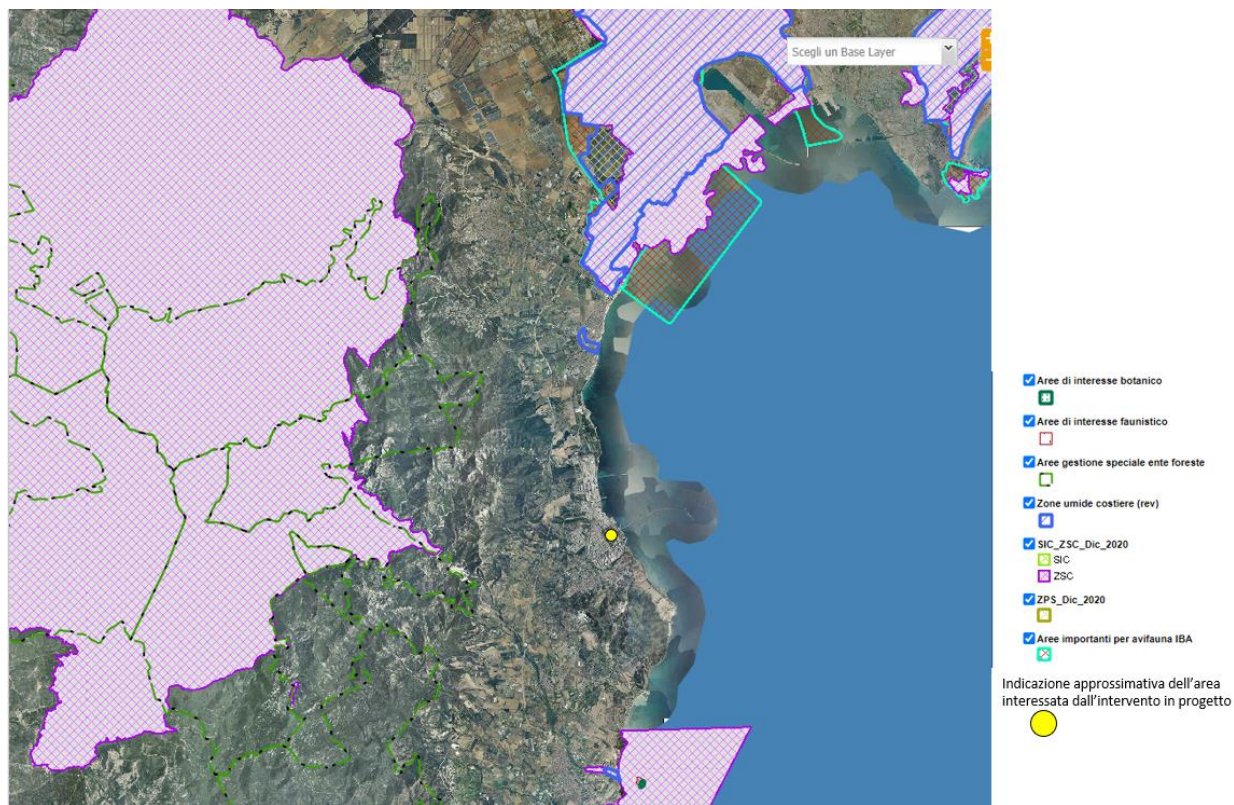 Scegli un Base Layer
Aree di interesse botanico
Aree di interesse faunistico
Aree gestione speciale ente foreste
Zone umide costiere (rev)
SIC_ZSC_Dic_2020
SIC
ZSC
ZPS_Dic_2020
Aree importanti per avifauna IBA
Indicazione approssimativa dell'area
interessata dall'intervento in progetto